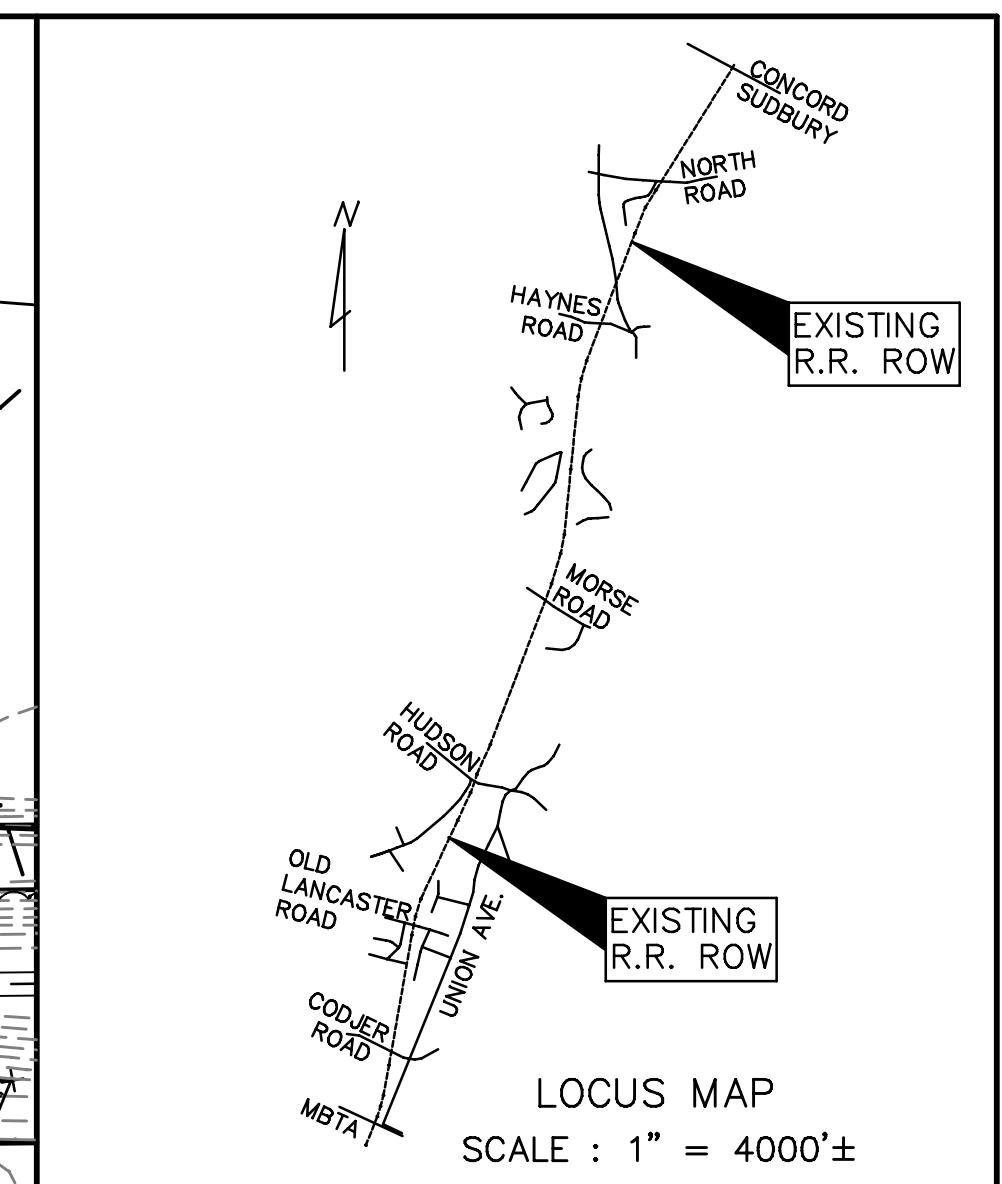 CONCORD
SUDBURY
NORTH
ROAD
N
HAYNES
ROAD
EXISTING
R.R. ROW
MORSE
ROAD
HUDSON
ROAD
OLD
LANCASTER
ROAD
UNION AVE.
EXISTING
R.R. ROW
CODJER
ROAD
MBTA
LOCUS MAP
SCALE : 1" = 4000'±